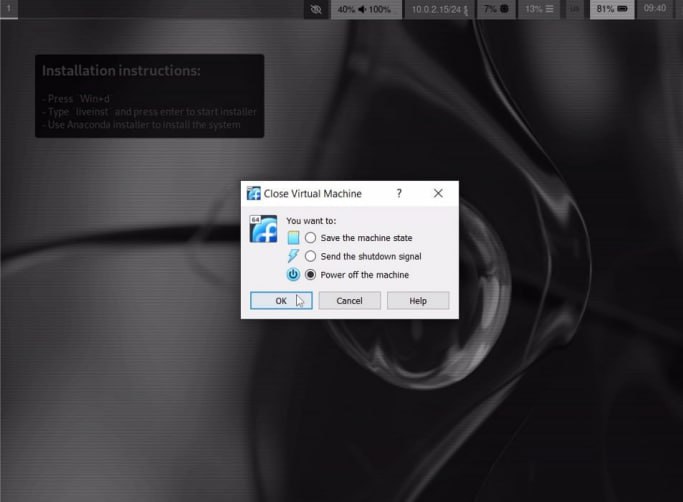 1 40% 100% 10.0.2.15/24 7% 13% us 81% 09:40
Installation instructions:
- Press `Win+d`
- Type `liveinst` and press enter to start installer
- Use Anaconda installer to install the system
Close Virtual Machine ? 
64
You want to:
Save the machine state
Send the shutdown signal
Power off the machine
OK Cancel Help